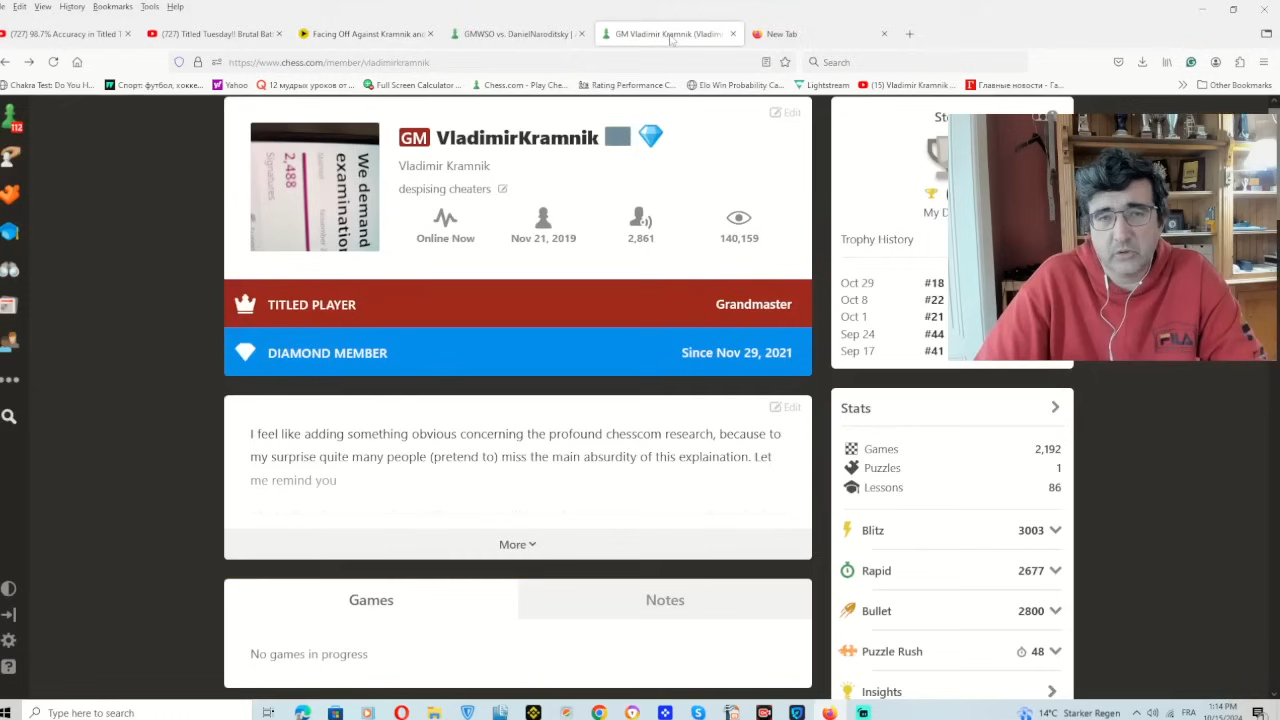 View History Bookmarks Tools Help
(727) 98.7% Accuracy in Titled T
(727) Titled Tuesday!! Brutal Bat
Facing Off Against Kramnik and
GMWSO vs. DanielNaroditsky |
GM Vladimir Kramnik (Vladim
New Tab
https://www.chess.com/member/vladimirkramnik
Search
Chakra Test: Do You H...
Спорт: футбол, хокке...
Yahoo
12 мудрых уроков от ...
Full Screen Calculator ...
Chess.com - Play Che...
Rating Performance C...
Elo Win Probability Ca...
Lightstream
(15) Vladimir Kramnik ...
Главные новости - Га...
Other Bookmarks
112
Edit
GM VladimirKramnik
Vladimir Kramnik
despising cheaters
Online Now
Nov 21, 2019
2,861
140,159
We demand
examination
2,488
Signatures
TITLED PLAYER
Grandmaster
DIAMOND MEMBER
Since Nov 29, 2021
Edit
I feel like adding something obvious concerning the profound chesscom research, because to
my surprise quite many people (pretend to) miss the main absurdity of this explaination. Let
me remind you
More
Games
Notes
No games in progress
My D
Trophy History
Oct 29 #18
Oct 8 #22
Oct 1 #21
Sep 24 #44
Sep 17 #41
FILA
Stats
Games 2,192
Puzzles 1
Lessons 86
Blitz 3003
Rapid 2677
Bullet 2800
Puzzle Rush 48
Insights
Type here to search
14°C Starker Regen
FRA
1:14 PM
10/15/2024